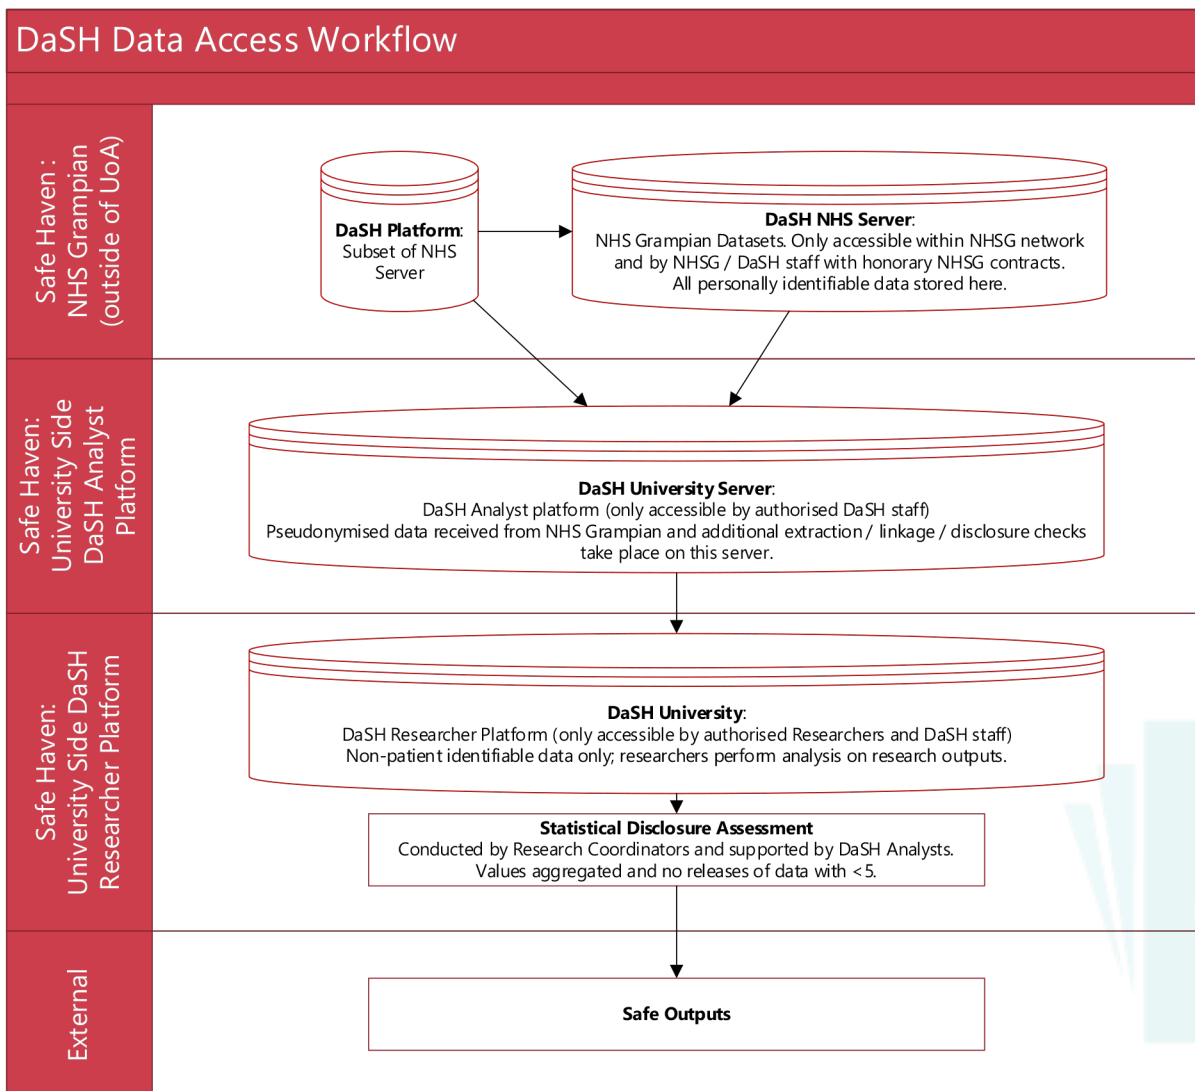 DaSH Data Access Workflow
Safe Haven :
NHS Grampian
(outside of UoA)
DaSH Platform:
Subset of NHS
Server
DaSH NHS Server:
NHS Grampian Datasets. Only accessible within NHSG network
and by NHSG / DaSH staff with honorary NHSG contracts.
All personally identifiable data stored here.
Safe Haven:
University Side
DaSH Analyst
Platform
DaSH University Server:
DaSH Analyst platform (only accessible by authorised DaSH staff)
Pseudonymised data received from NHS Grampian and additional extraction / linkage / disclosure checks
take place on this server.
Safe Haven:
University Side DaSH
Researcher Platform
DaSH University:
DaSH Researcher Platform (only accessible by authorised Researchers and DaSH staff)
Non-patient identifiable data only; researchers perform analysis on research outputs.
Statistical Disclosure Assessment
Conducted by Research Coordinators and supported by DaSH Analysts.
Values aggregated and no releases of data with <5.
External
Safe Outputs